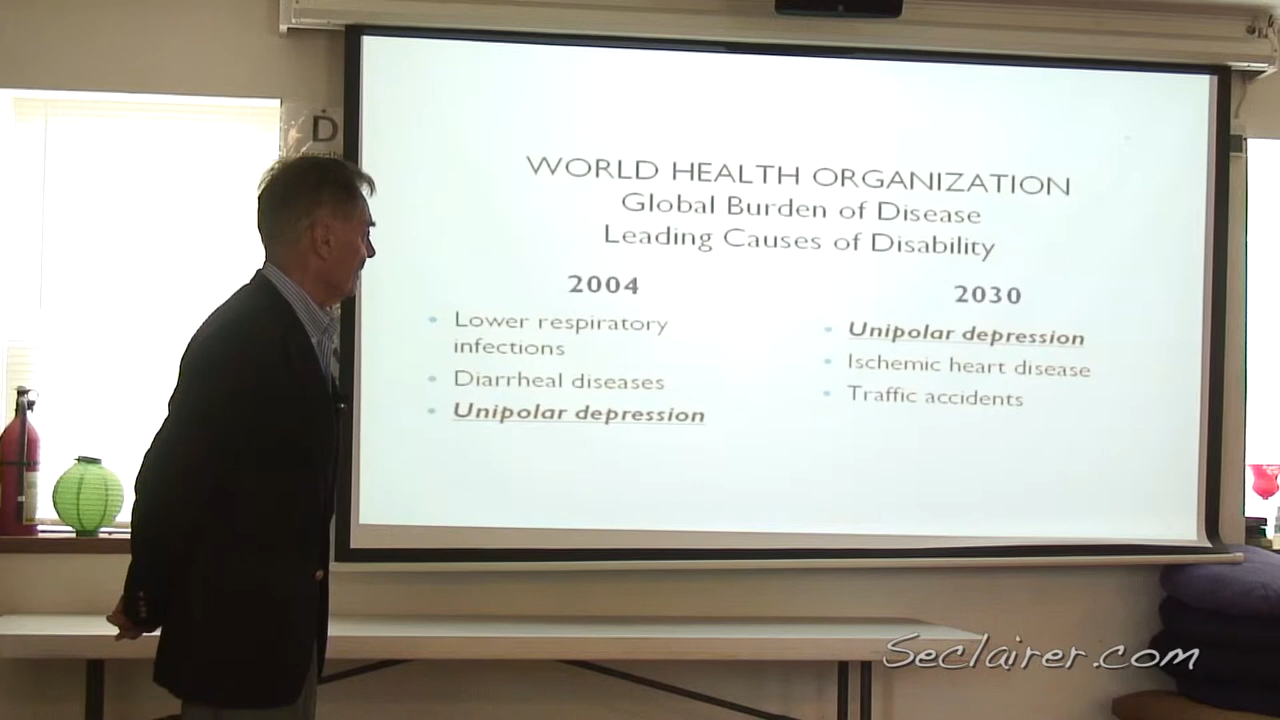 D
WORLD HEALTH ORGANIZATION
Global Burden of Disease
Leading Causes of Disability
2004
Lower respiratory
infections
Diarrheal diseases
Unipolar depression
2030
Unipolar depression
Ischemic heart disease
Traffic accidents
Seclairer.com